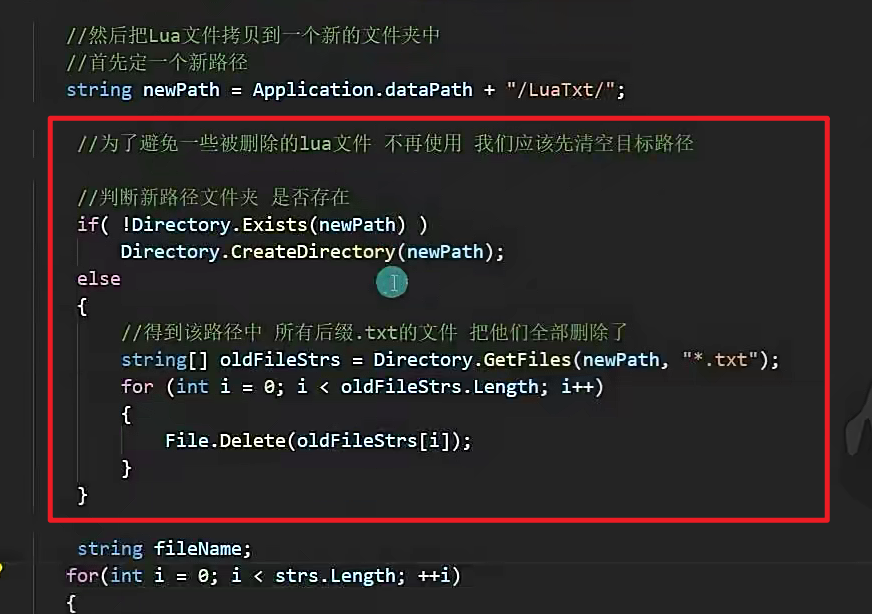 //然后把Lua文件拷贝到一个新的文件夹中
//首先定一个新路径
string newPath = Application.dataPath + "/LuaTxt/";
//为了避免一些被删除的lua文件 不再使用 我们应该先清空目标路径
//判断新路径文件夹 是否存在
if( !Directory.Exists(newPath) )
Directory.CreateDirectory(newPath);
else
{
//得到该路径中 所有后缀.txt的文件 把他们全部删除了
string[] oldFileStrs = Directory.GetFiles(newPath, "*.txt");
for (int i = 0; i < oldFileStrs.Length; i++)
{
File.Delete(oldFileStrs[i]);
}
}
string fileName;
for(int i = 0; i < strs.Length; ++i)
{